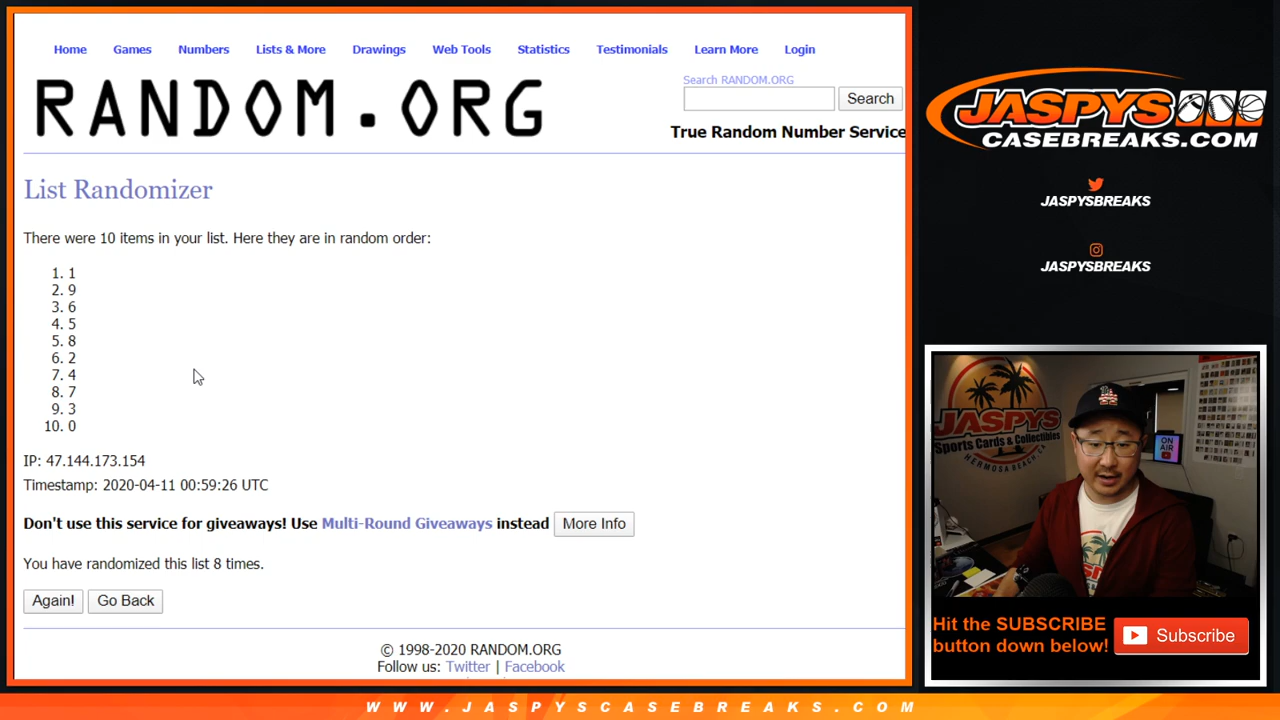 Home Games Numbers Lists & More Drawings Web Tools Statistics Testimonials Learn More Login
RANDOM.ORG
Search RANDOM.ORG
Search
True Random Number Service
List Randomizer
There were 10 items in your list. Here they are in random order:
1. 1
2. 9
3. 6
4. 5
5. 8
6. 2
7. 4
8. 7
9. 3
10. 0
IP: 47.144.173.154
Timestamp: 2020-04-11 00:59:26 UTC
Don't use this service for giveaways! Use Multi-Round Giveaways instead More Info
You have randomized this list 8 times.
Again! Go Back
© 1998-2020 RANDOM.ORG
Follow us: Twitter | Facebook
JASPYS
CASEBREAKS.COM
JASPYSBREAKS
JASPYSBREAKS
JASPYS
Sports Cards & Collectibles
HERMOSA BEACH, CA
ON AIR
Hit the SUBSCRIBE
button down below!
Subscribe
WWW.JASPYSCASEBREAKS.COM